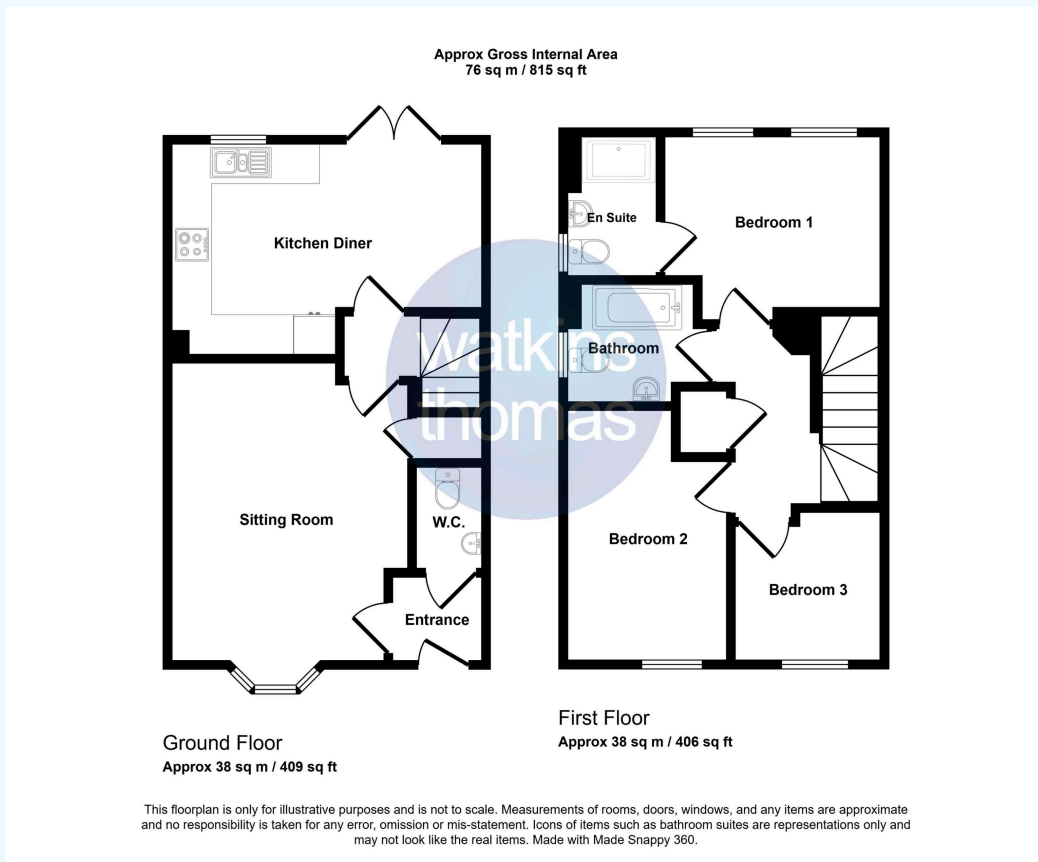 Approx Gross Internal Area
76 sq m / 815 sq ft
Kitchen Diner
Sitting Room
W.C.
Entrance
En Suite
Bedroom 1
Bathroom
Bedroom 2
Bedroom 3
watkins
thomas
Ground Floor
Approx 38 sq m / 409 sq ft
First Floor
Approx 38 sq m / 406 sq ft
This floorplan is only for illustrative purposes and is not to scale. Measurements of rooms, doors, windows, and any items are approximate
and no responsibility is taken for any error, omission or mis-statement. Icons of items such as bathroom suites are representations only and
may not look like the real items. Made with Made Snappy 360.